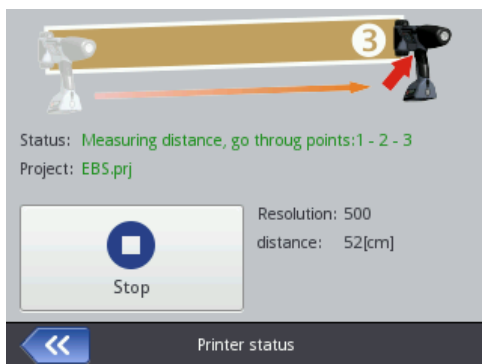 3
Status: Measuring distance, go throug points:1 - 2 - 3
Project: EBS.prj
Resolution: 500
distance: 52[cm]
Stop
Printer status